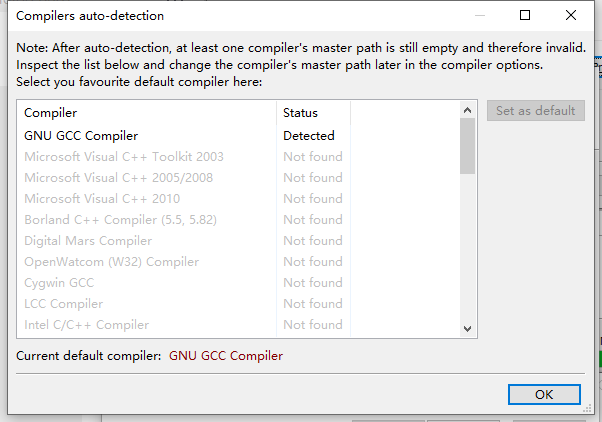 Compilers auto-detection
Note: After auto-detection, at least one compiler's master path is still empty and therefore invalid.
Inspect the list below and change the compiler's master path later in the compiler options.
Select you favourite default compiler here:
Compiler Status
Set as default
GNU GCC Compiler Detected
Microsoft Visual C++ Toolkit 2003 Not found
Microsoft Visual C++ 2005/2008 Not found
Microsoft Visual C++ 2010 Not found
Borland C++ Compiler (5.5, 5.82) Not found
Digital Mars Compiler Not found
OpenWatcom (W32) Compiler Not found
Cygwin GCC Not found
LCC Compiler Not found
Intel C/C++ Compiler Not found
Current default compiler: GNU GCC Compiler
OK